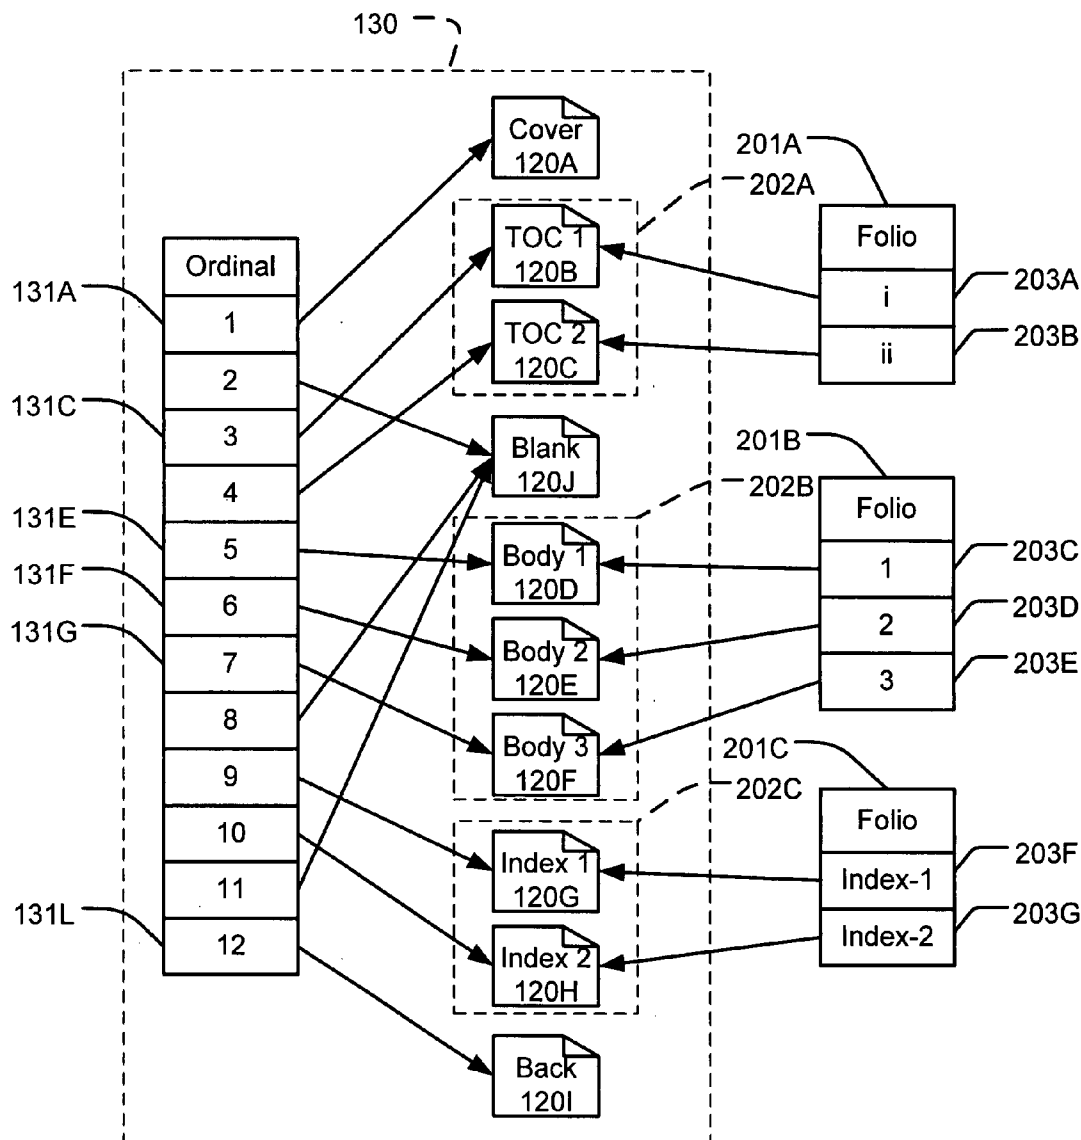 130
Cover
120A
201A
202A
TOC 1
120B
Folio
Ordinal
131A
i
203A
1
TOC 2
120C
ii
203B
2
131C
3
Blank
120J
201B
4
202B
Folio
131E
5
Body 1
120D
1
203C
131F
6
2
203D
131G
7
Body 2
120E
3
203E
8
Body 3
120F
201C
9
202C
Folio
10
Index 1
120G
203F
Index-1
11
203G
Index-2
131L
12
Index 2
120H
Back
120I